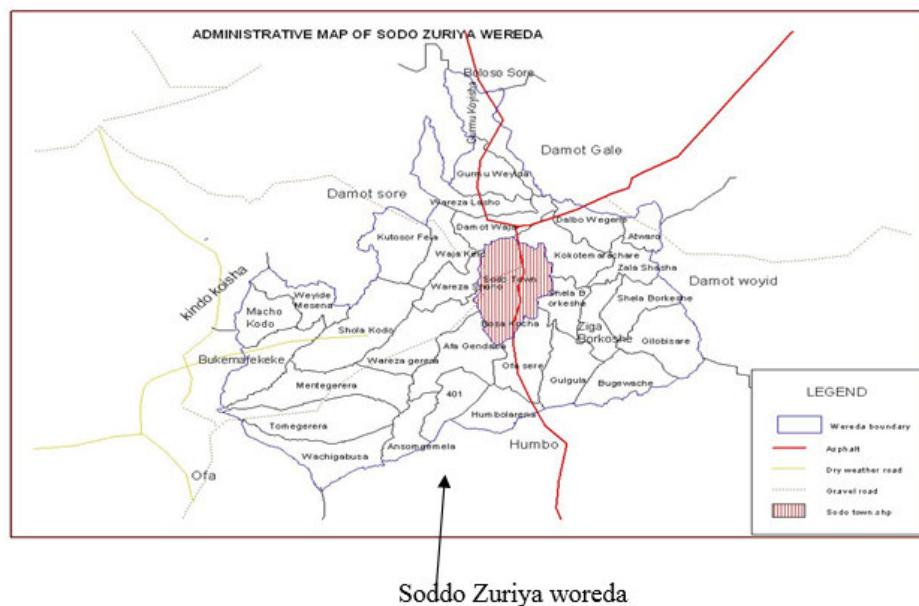 ADMINISTRATIVE MAP OF SODO ZURIYA WEREDA
Boloso Sore
Gurmu Koyisha
Damot Gale
Gurmu Weyida
Damot sore
Wareza Lasho
Dalbo Wegene
Damot Waja
Atwaro
Kutosor Fela
Waja Kero
Kokotemarachare
Zala Shasha
Sodo Town
Damot woyid
kindo koisha
Wareza Shoho
Weyide
Mesena
Shela B
orkeshe
Shela Borkeshe
Macho
Kodo
Shola Kodo
Ziga
Borkoshe
Gilobisare
Afa Gendaba
Bukemafekeke
Wareza gerera
Ofa sere
Gulgula
Bugewache
Mentegerera
401
Humbolarena
Tomegerera
Ansomgemela
Humbo
Wachigabusa
Ofa
LEGEND
Wereda boundary
Asphalt
Dry weather road
Gravel road
Sodo town.shp
Soddo Zuriya woreda